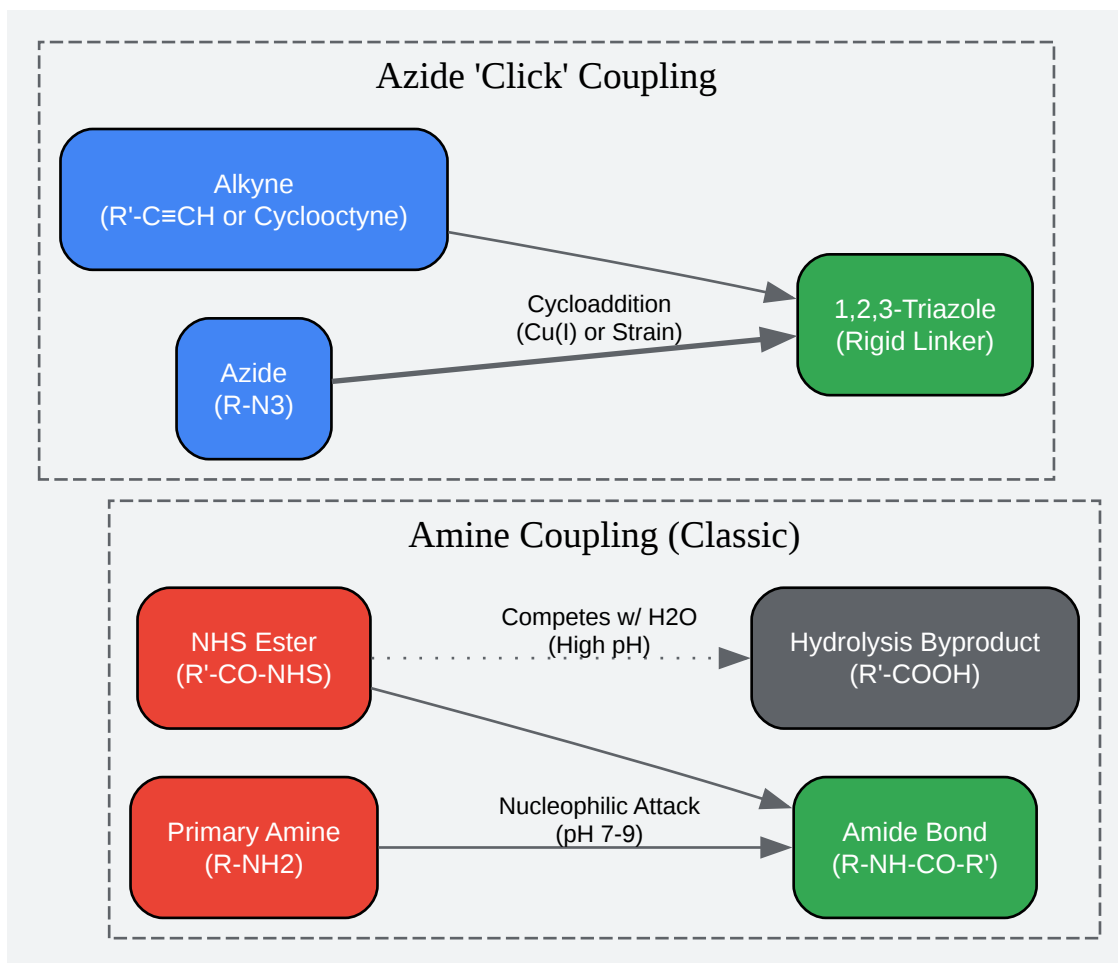 Azide 'Click' Coupling
Alkyne
(R'-C≡CH or Cyclooctyne)
Cycloaddition
(Cu(I) or Strain)
1,2,3-Triazole
(Rigid Linker)
Azide
(R-N3)
Amine Coupling (Classic)
NHS Ester
(R'-CO-NHS)
Competes w/ H2O
(High pH)
Hydrolysis Byproduct
(R'-COOH)
Primary Amine
(R-NH2)
Nucleophilic Attack
(pH 7-9)
Amide Bond
(R-NH-CO-R')